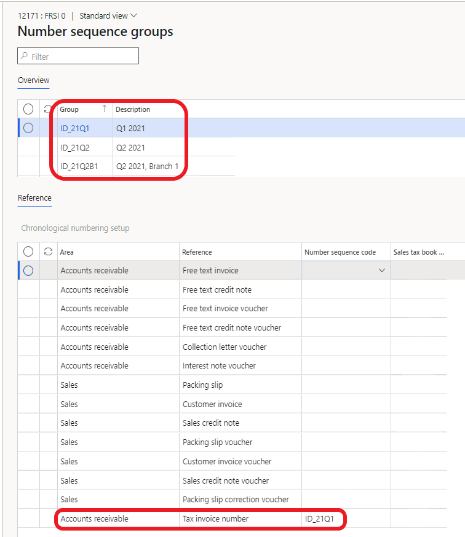 12171 : FRSI 0 | Standard view
Number sequence groups
Filter
Overview
Group Description
ID_21Q1 Q1 2021
ID_21Q2 Q2 2021
ID_21Q2B1 Q2 2021, Branch 1
Reference
Chronological numbering setup
Area Reference Number sequence code Sales tax book ...
Accounts receivable Free text invoice
Accounts receivable Free text credit note
Accounts receivable Free text invoice voucher
Accounts receivable Free text credit note voucher
Accounts receivable Collection letter voucher
Accounts receivable Interest note voucher
Sales Packing slip
Sales Customer invoice
Sales Sales credit note
Sales Packing slip voucher
Sales Customer invoice voucher
Sales Sales credit note voucher
Sales Packing slip correction voucher
Accounts receivable Tax invoice number ID_21Q1